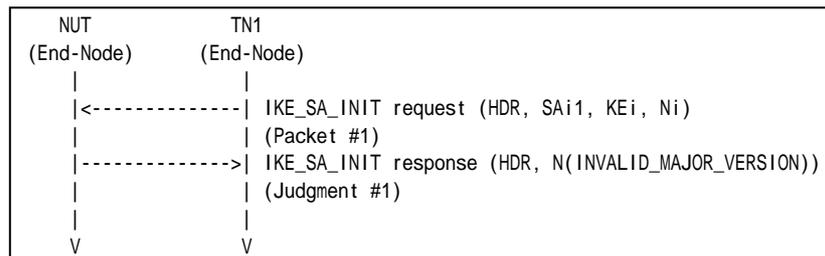 NUT TN1
(End-Node) (End-Node)
| |
|<--------------| IKE_SA_INIT request (HDR, SAi1, KEi, Ni)
| | (Packet #1)
|-------------->| IKE_SA_INIT response (HDR, N(INVALID_MAJOR_VERSION))
| | (Judgment #1)
| |
V V